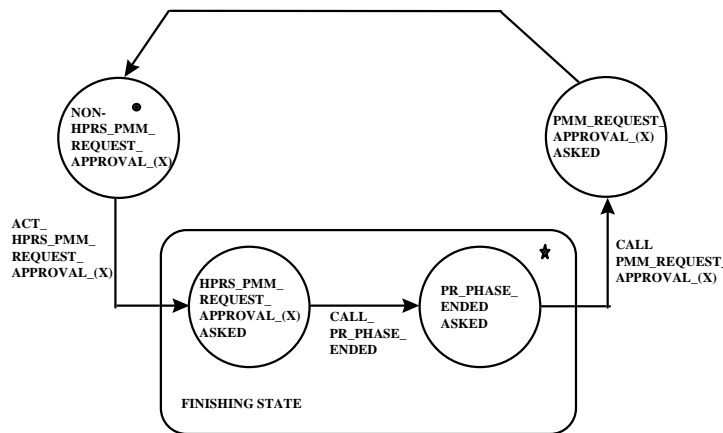 NON-
HPRS_PMM_
REQUEST_
APPROVAL_(X)
PMM_REQUEST_
APPROVAL_(X)
ASKED
ACT_
HPRS_PMM_
REQUEST_
APPROVAL_(X)
HPRS_PMM_
REQUEST_
APPROVAL_(X)
ASKED
CALL_
PR_PHASE_
ENDED
PR_PHASE_
ENDED
ASKED
CALL
PMM_REQUEST_
APPROVAL_(X)
FINISHING STATE